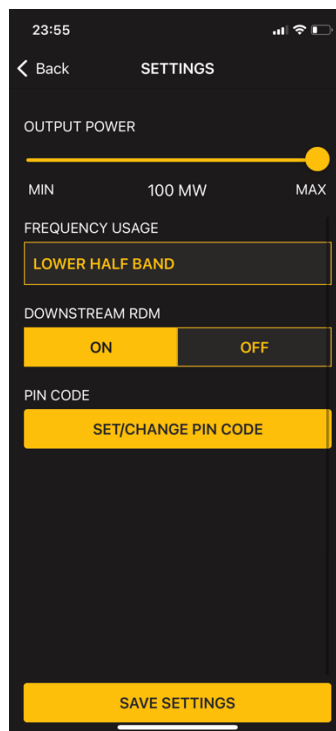 23:55
Back SETTINGS
OUTPUT POWER
MIN 100 MW MAX
FREQUENCY USAGE
LOWER HALF BAND
DOWNSTREAM RDM
ON OFF
PIN CODE
SET/CHANGE PIN CODE
SAVE SETTINGS